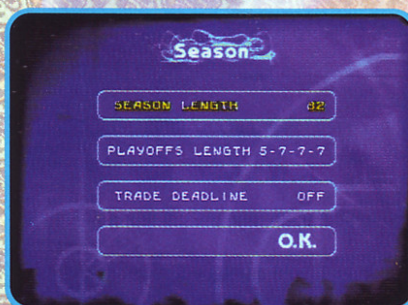 Season
SEASON LENGTH 82
PLAYOFFS LENGTH 5-7-7-7
TRADE DEADLINE OFF
O.K.